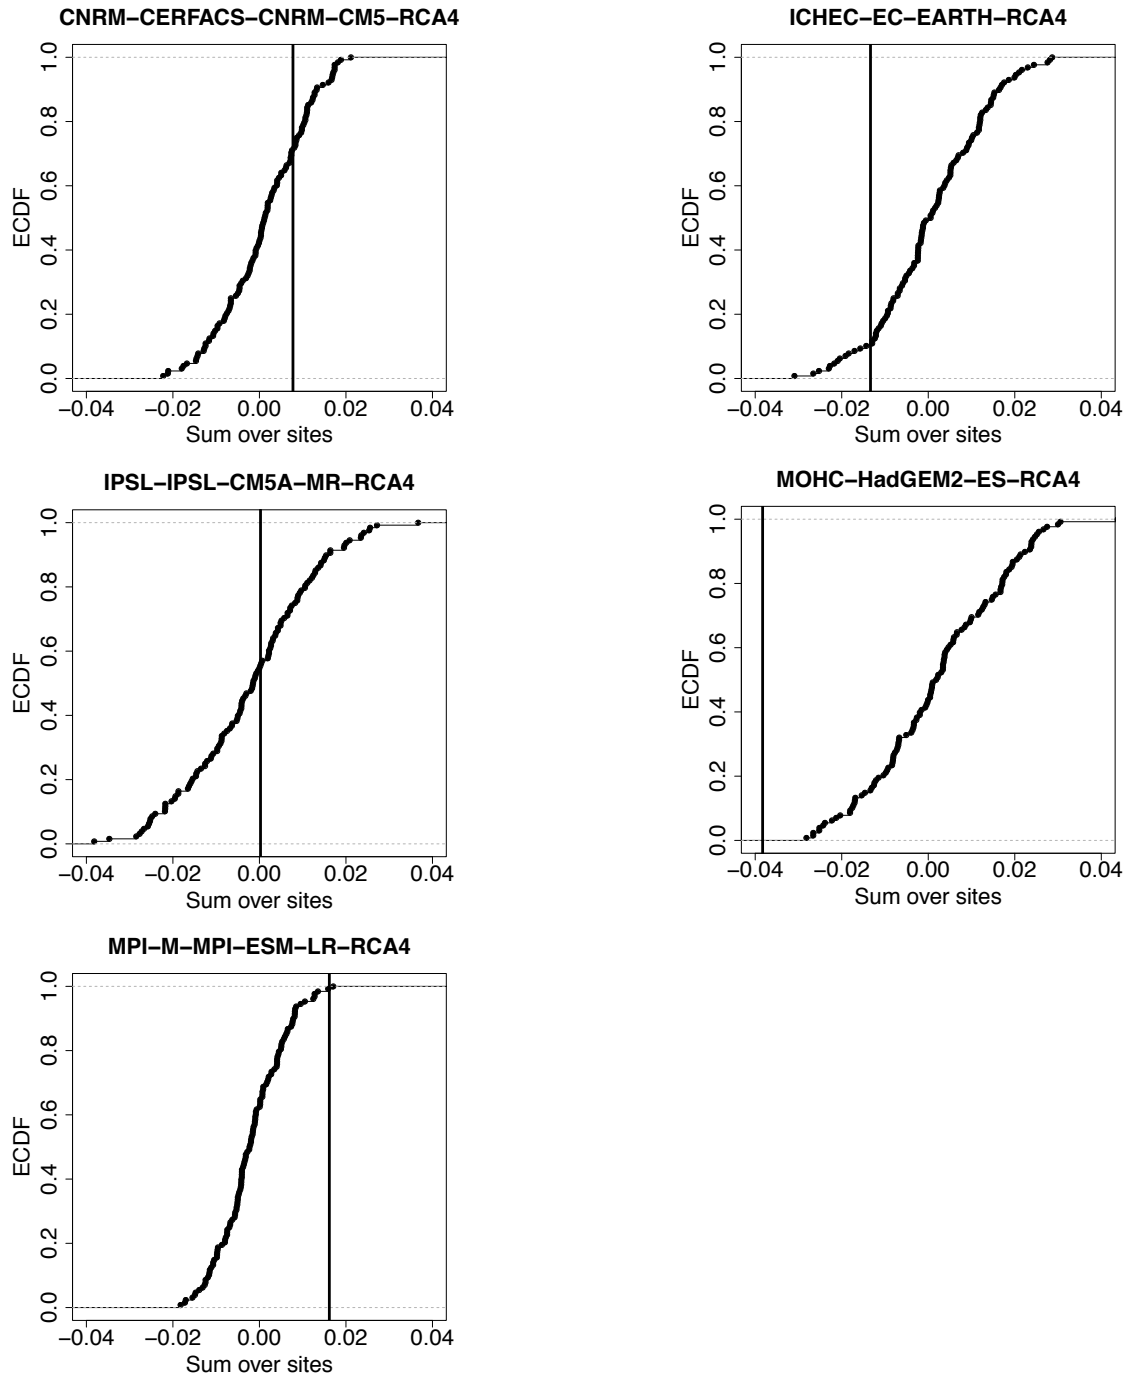 CNRM−CERFACS−CNRM−CM5−RCA4
1.0
0.8
0.6
0.4
0.2
0.0
ECDF
−0.04 −0.02 0.00 0.02 0.04
Sum over sites
ICHEC−EC−EARTH−RCA4
1.0
0.8
0.6
0.4
0.2
0.0
ECDF
−0.04 −0.02 0.00 0.02 0.04
Sum over sites
IPSL−IPSL−CM5A−MR−RCA4
1.0
0.8
0.6
0.4
0.2
0.0
ECDF
−0.04 −0.02 0.00 0.02 0.04
Sum over sites
MOHC−HadGEM2−ES−RCA4
1.0
0.8
0.6
0.4
0.2
0.0
ECDF
−0.04 −0.02 0.00 0.02 0.04
Sum over sites
MPI−M−MPI−ESM−LR−RCA4
1.0
0.8
0.6
0.4
0.2
0.0
ECDF
−0.04 −0.02 0.00 0.02 0.04
Sum over sites